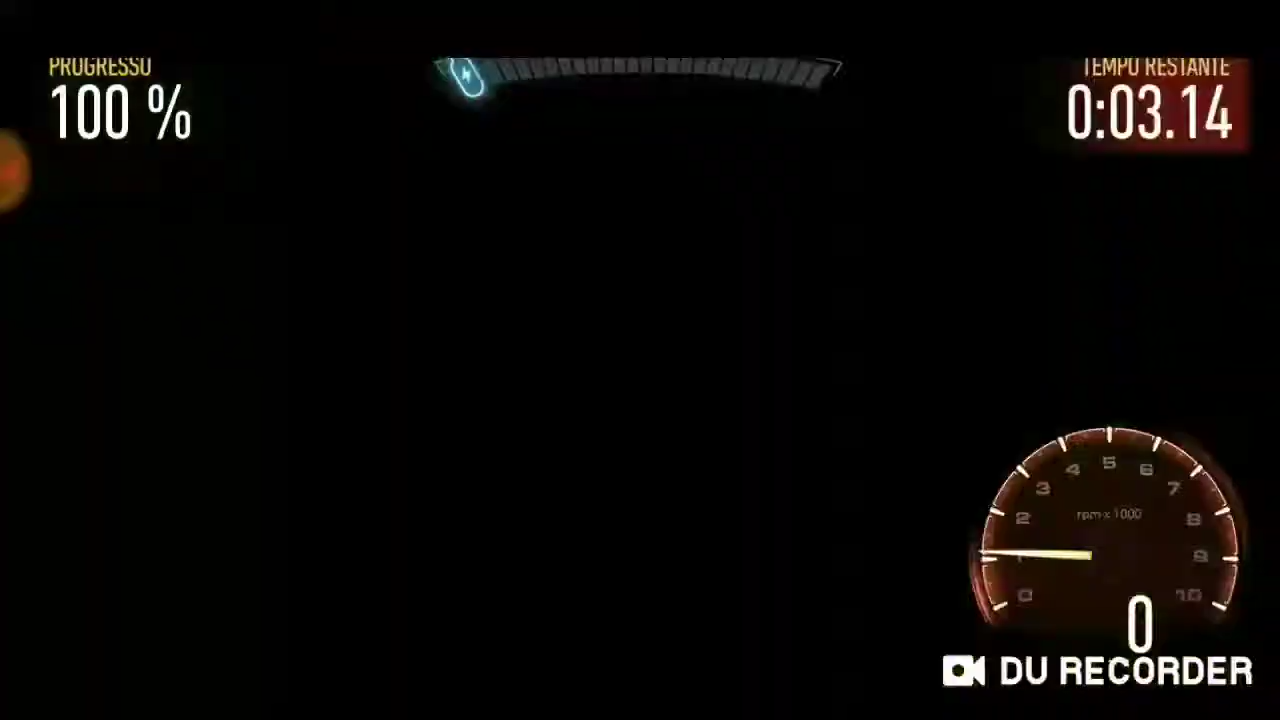 PROGRESSO
100 %
TEMPO RESTANTE
0:03.14
5
4 6
3 7
rpm x 1000
2 8
1 9
0 10
0
DU RECORDER